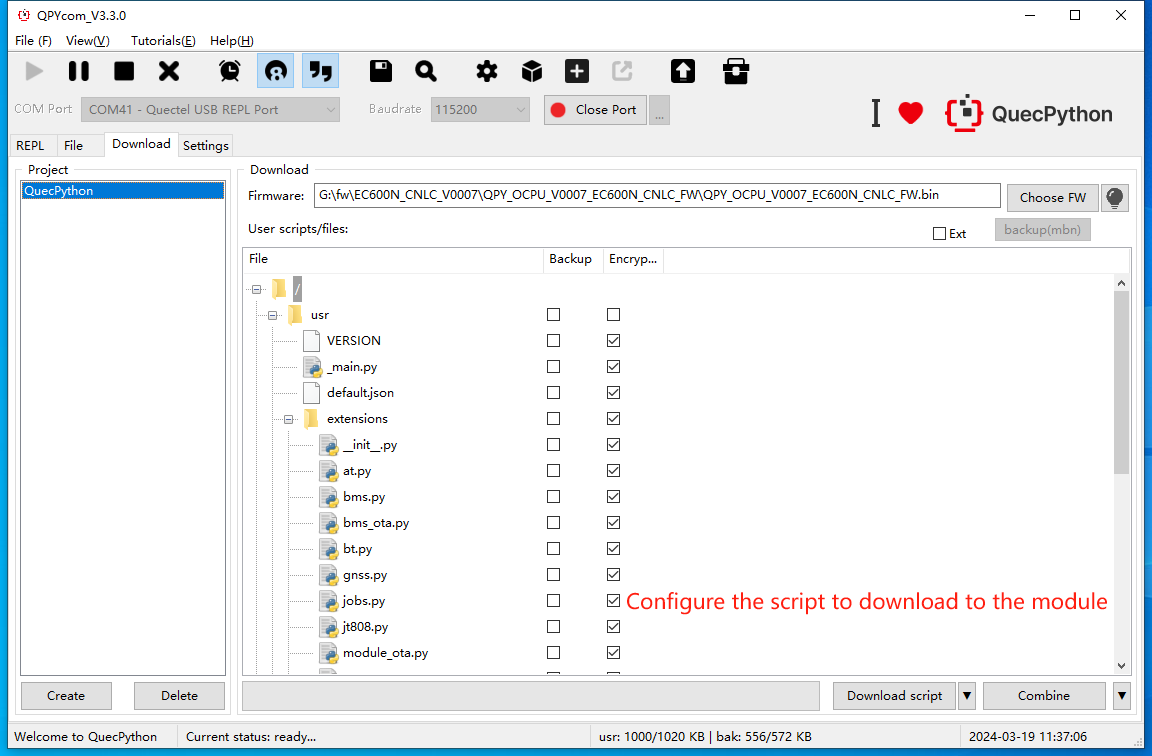 QPYcom_V3.3.0
File (F) View(V) Tutorials(E) Help(H)
COM Port COM41 - Quectel USB REPL Port Baudrate 115200 Close Port ...
I QuecPython
REPL File Download Settings
Project
QuecPython
Download
Firmware: G:\fw\EC600N_CNLC_V0007\QPY_OCPU_V0007_EC600N_CNLC_FW\QPY_OCPU_V0007_EC600N_CNLC_FW.bin Choose FW
User scripts/files: Ext backup(mbn)
File Backup Encryp...
/
usr
VERSION
_main.py
default.json
extensions
__init__.py
at.py
bms.py
bms_ota.py
bt.py
gnss.py
jobs.py Configure the script to download to the module
jt808.py
module_ota.py
Create Delete Download script Combine
Welcome to QuecPython Current status: ready... usr: 1000/1020 KB | bak: 556/572 KB 2024-03-19 11:37:06